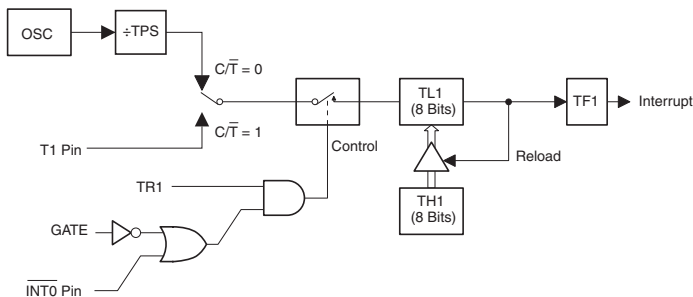 OSC
÷TPS
C/T̅ = 0
C/T̅ = 1
T1 Pin
TL1
(8 Bits)
TF1
Interrupt
Control
Reload
TR1
TH1
(8 Bits)
GATE
I̅N̅T̅0̅ Pin